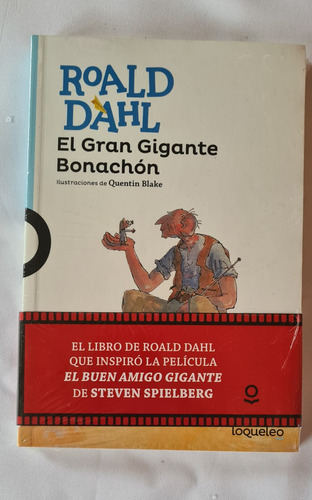 ROALD
DAHL
El Gran Gigante
Bonachón
Ilustraciones de Quentin Blake
EL LIBRO DE ROALD DAHL
QUE INSPIRÓ LA PELÍCULA
EL BUEN AMIGO GIGANTE
DE STEVEN SPIELBERG
loqueleo